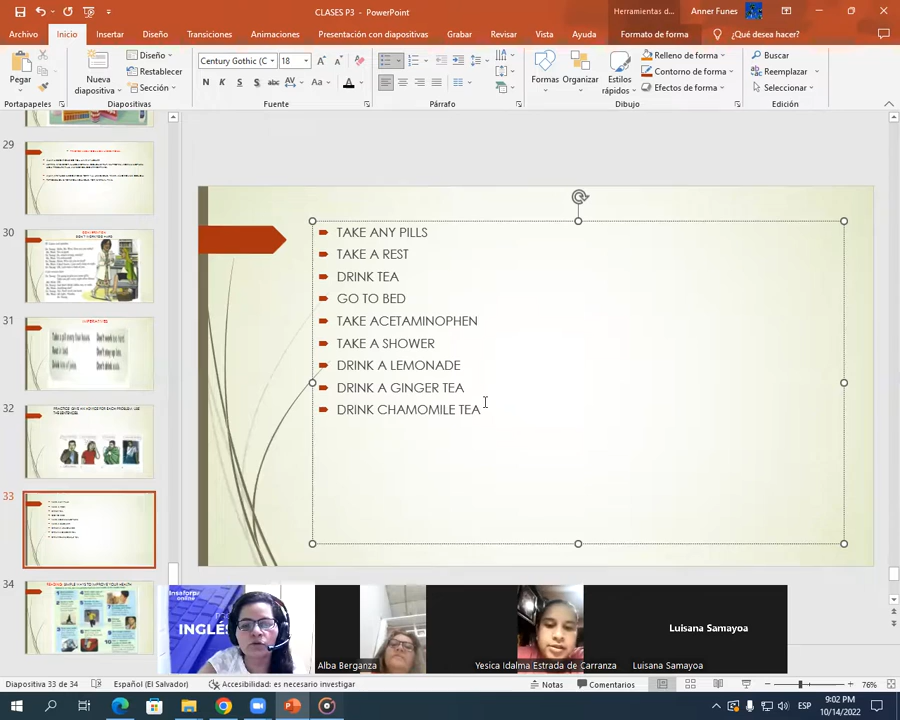 CLASES P3 - PowerPoint
Herramientas d...
Anner Funes
Archivo
Inicio
Insertar
Diseño
Transiciones
Animaciones
Presentación con diapositivas
Grabar
Revisar
Vista
Ayuda
Formato de forma
¿Qué desea hacer?
Pegar
Nueva
diapositiva
Diseño
Restablecer
Sección
Century Gothic (C
18
Formas
Organizar
Estilos
rápidos
Relleno de forma
Contorno de forma
Efectos de forma
Buscar
Reemplazar
Seleccionar
Portapapeles
Diapositivas
Fuente
Párrafo
Dibujo
Edición
29
30
31
32
33
34
TAKE ANY PILLS
TAKE A REST
DRINK TEA
GO TO BED
TAKE ACETAMINOPHEN
TAKE A SHOWER
DRINK A LEMONADE
DRINK A GINGER TEA
DRINK CHAMOMILE TEA
Insaforp
online
INGLÉS
Alba Berganza
Yesica Idalma Estrada de Carranza
Luisana Samayoa
Luisana Samayoa
Diapositiva 33 de 34
Español (El Salvador)
Accesibilidad: es necesario investigar
Notas
Comentarios
76%
ESP
9:02 PM
10/14/2022